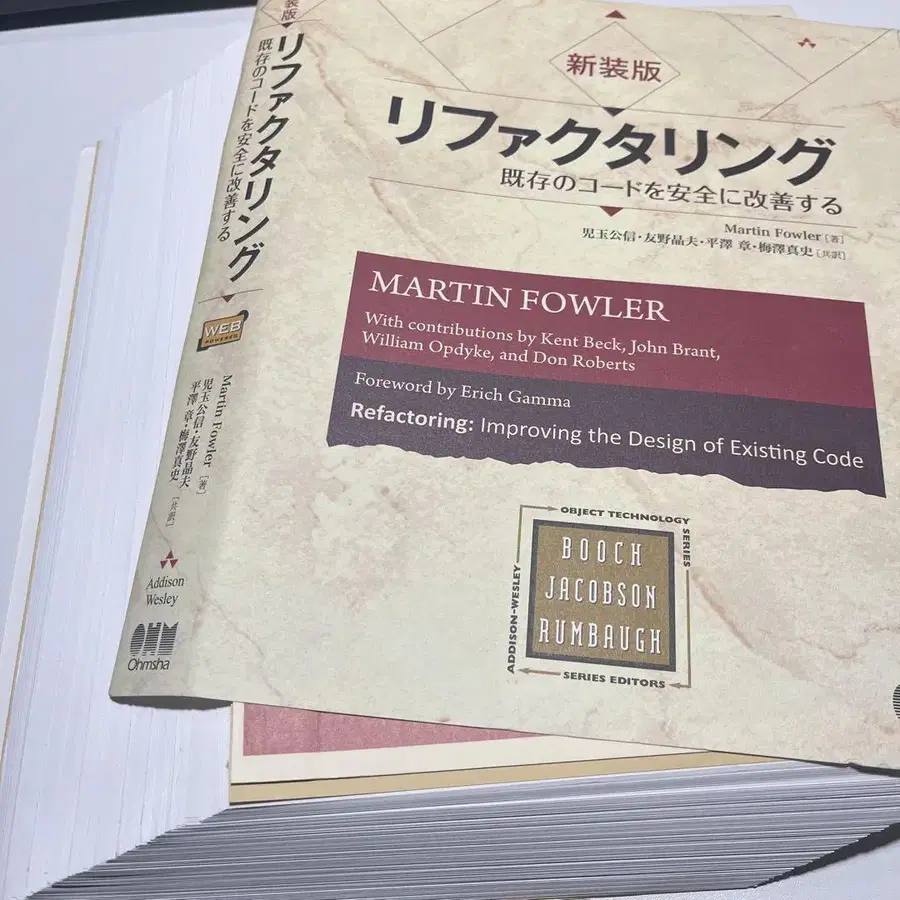 新装版
リファクタリング
既存のコードを安全に改善する
Martin Fowler [著]
児玉公信・友野晶夫・平澤 章・梅澤真史 [共訳]
MARTIN FOWLER
With contributions by Kent Beck, John Brant,
William Opdyke, and Don Roberts
Foreword by Erich Gamma
Refactoring: Improving the Design of Existing Code
OBJECT TECHNOLOGY
SERIES
ADDISON-WESLEY
BOOCH
JACOBSON
RUMBAUGH
SERIES EDITORS
装版
リファクタリング
既存のコードを安全に改善する
WEB
POWERED
Martin Fowler [著]
児玉公信・友野晶夫
平澤 章・梅澤真史 [共訳]
Addison
Wesley
OHM
Ohmsha